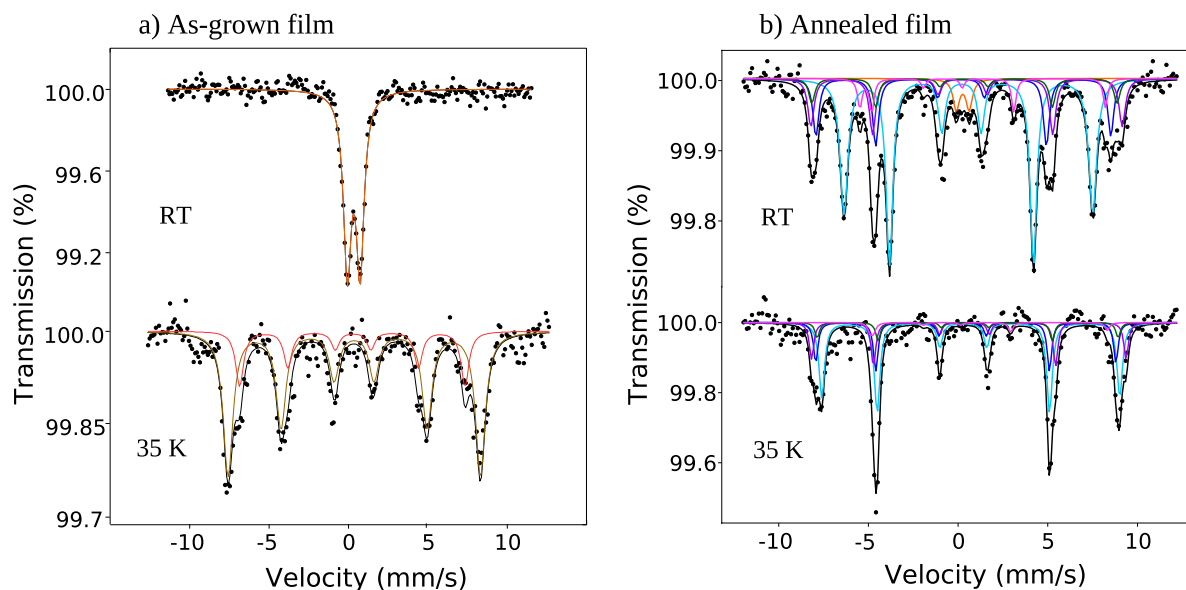 a) As-grown film
100.0
99.6
99.2
RT
100.0
99.85
99.7
35 K
Transmission (%)
-10 -5 0 5 10
Velocity (mm/s)
b) Annealed film
100.0
99.9
99.8
RT
100.0
99.8
99.6
35 K
Transmission (%)
-10 -5 0 5 10
Velocity (mm/s)